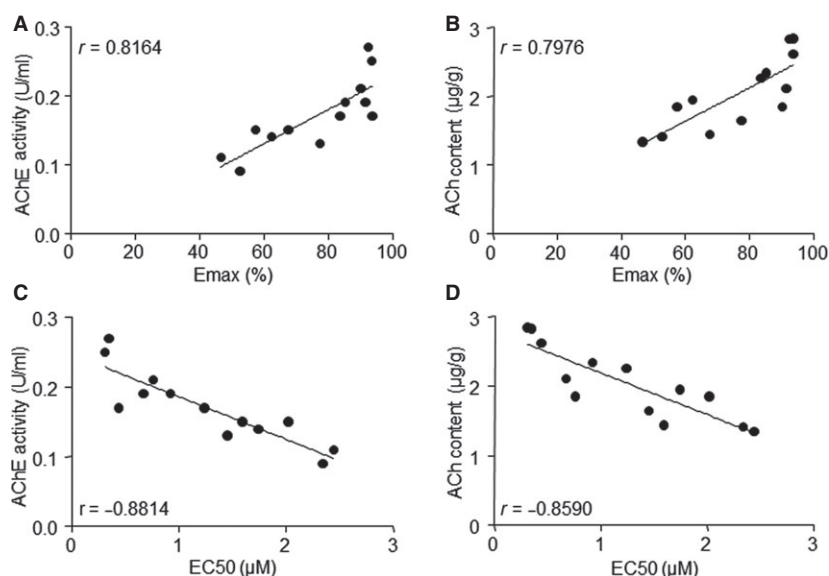 A
r = 0.8164
0.3
0.2
0.1
0.0
AChE activity (U/ml)
0 20 40 60 80 100
Emax (%)
B
r = 0.7976
3
2
1
0
ACh content (µg/g)
0 20 40 60 80 100
Emax (%)
C
0.3
0.2
0.1
0.0
AChE activity (U/ml)
r = –0.8814
0 1 2 3
EC50 (µM)
D
3
2
1
0
ACh content (µg/g)
r = –0.8590
0 1 2 3
EC50 (µM)